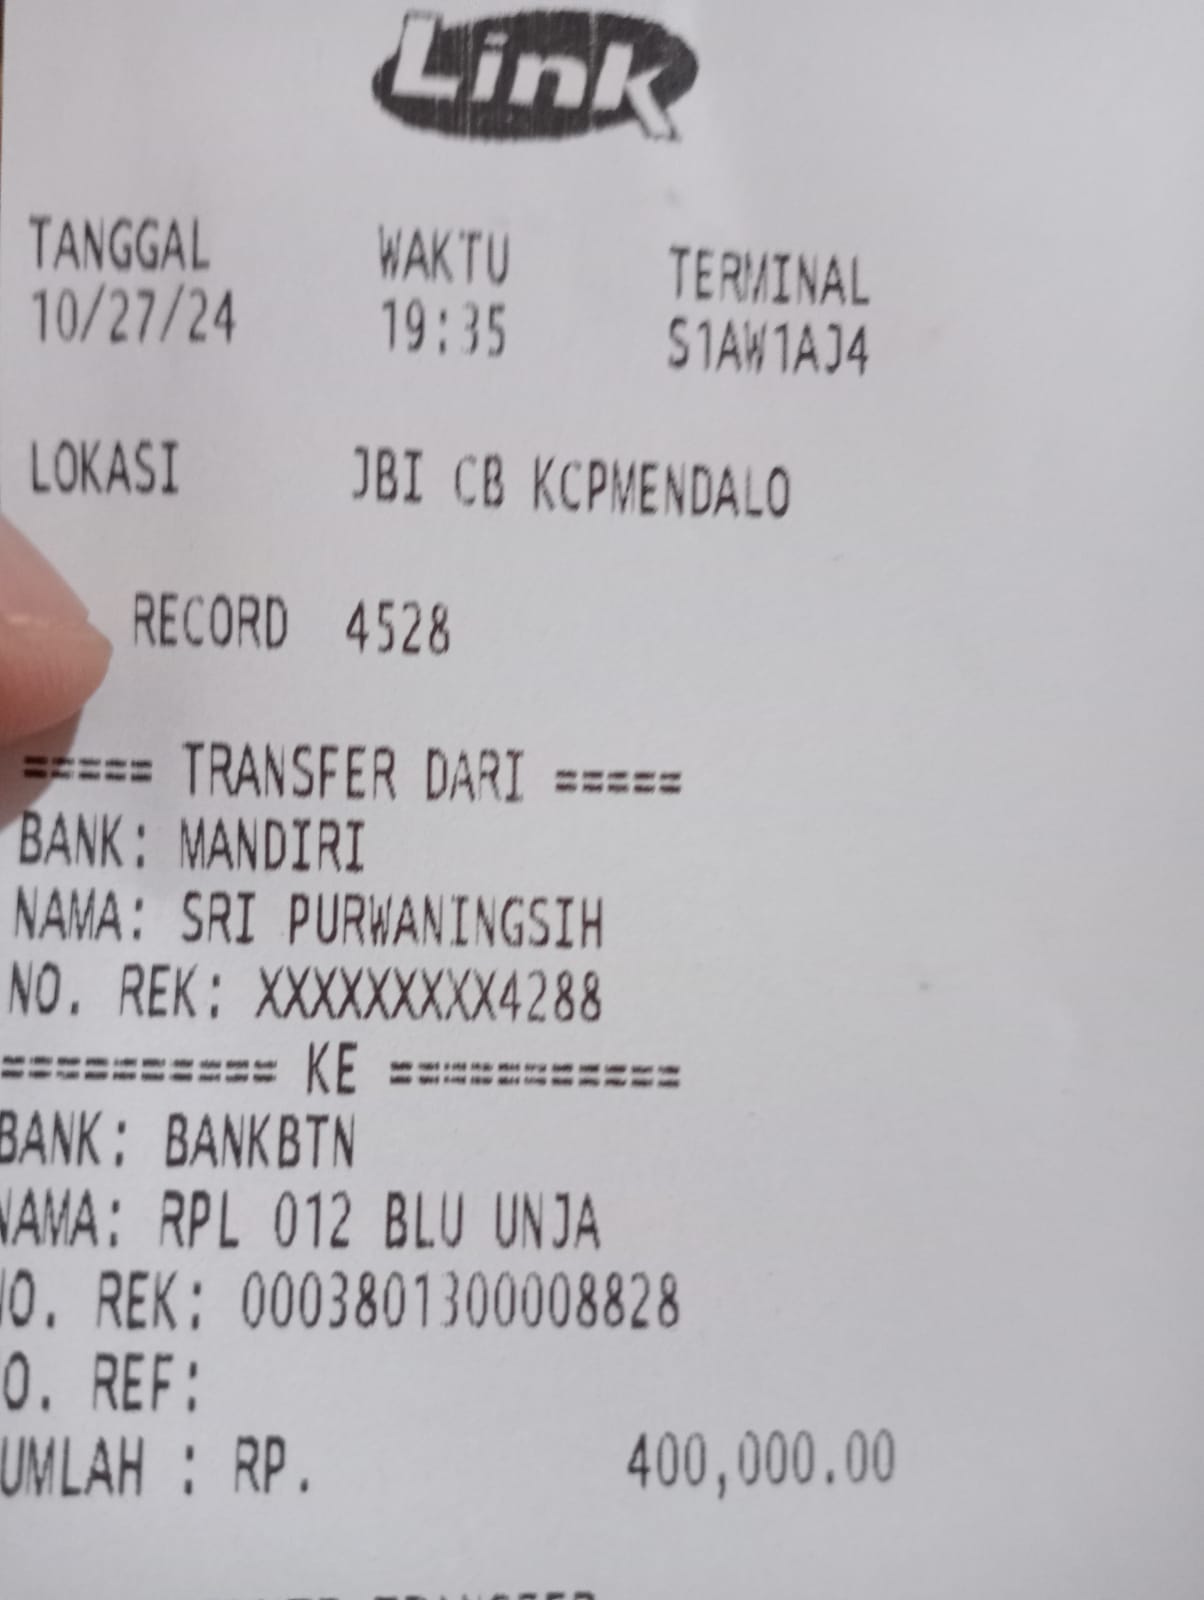 Link
TANGGAL WAKTU TERMINAL
10/27/24 19:35 S1AW1AJ4
LOKASI JBI CB KCPMENDALO
RECORD 4528
===== TRANSFER DARI =====
BANK: MANDIRI
NAMA: SRI PURWANINGSIH
NO. REK: XXXXXXXXX4288
========== KE ===========
BANK: BANKBTN
NAMA: RPL 012 BLU UNJA
NO. REK: 0003801300008828
O. REF:
UMLAH : RP. 400,000.00
TRANSFER